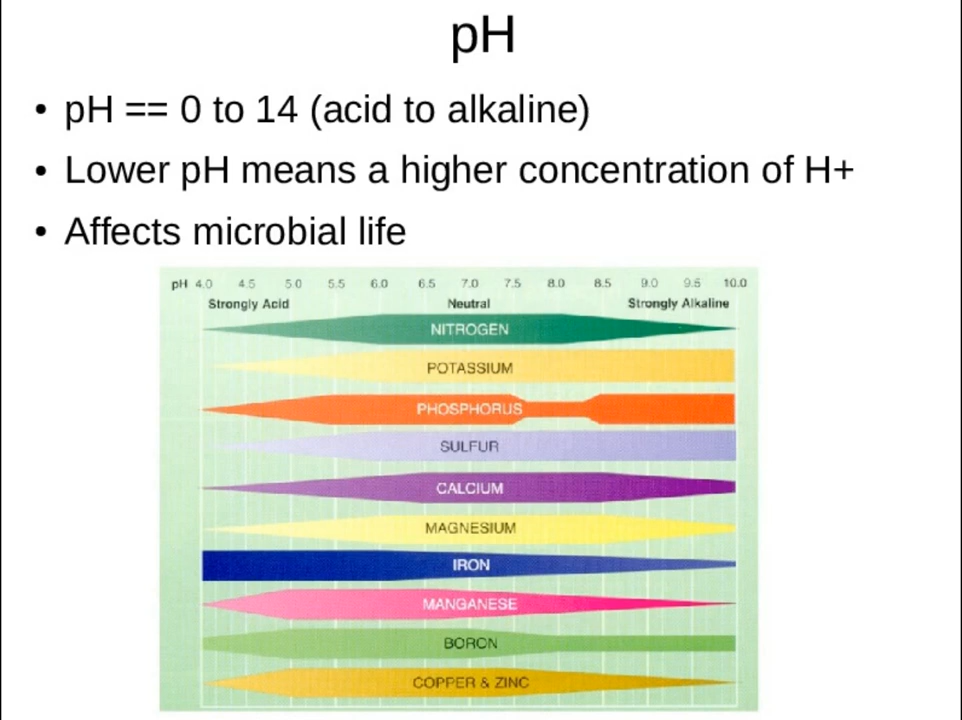 pH
• pH == 0 to 14 (acid to alkaline)
• Lower pH means a higher concentration of H+
• Affects microbial life
pH 4.0 4.5 5.0 5.5 6.0 6.5 7.0 7.5 8.0 8.5 9.0 9.5 10.0
Strongly Acid Neutral Strongly Alkaline
NITROGEN
POTASSIUM
PHOSPHORUS
SULFUR
CALCIUM
MAGNESIUM
IRON
MANGANESE
BORON
COPPER & ZINC